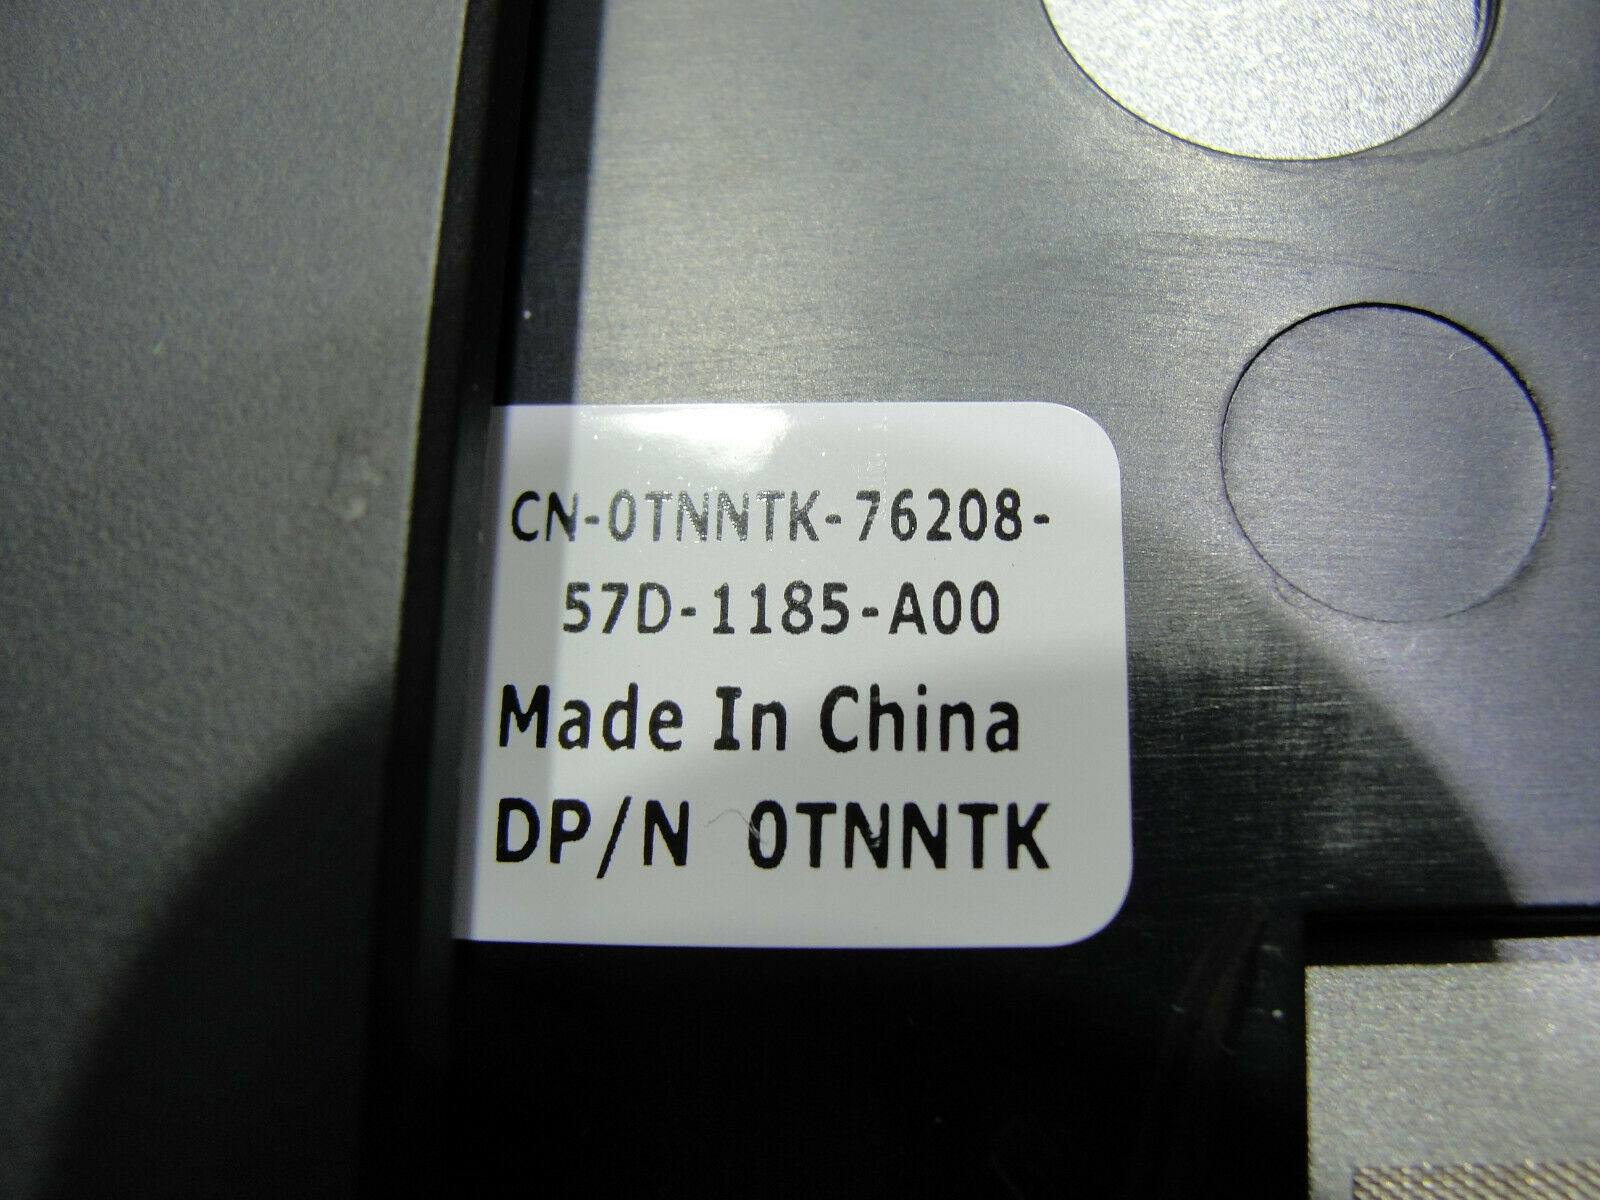 CN-0TNNTK-76208-
57D-1185-A00
Made In China
DP/N 0TNNTK